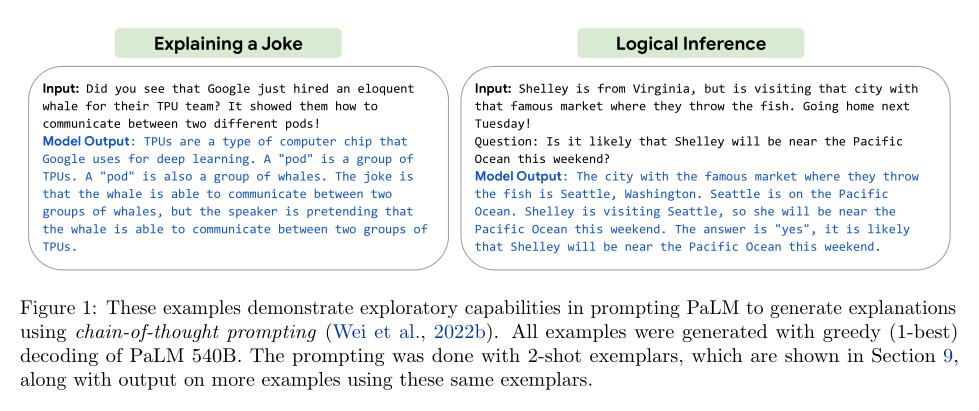 Explaining a Joke
Input: Did you see that Google just hired an eloquent
whale for their TPU team? It showed them how to
communicate between two different pods!
Model Output: TPUs are a type of computer chip that
Google uses for deep learning. A "pod" is a group of
TPUs. A "pod" is also a group of whales. The joke is
that the whale is able to communicate between two
groups of whales, but the speaker is pretending that
the whale is able to communicate between two groups of
TPUs.
Logical Inference
Input: Shelley is from Virginia, but is visiting that city with
that famous market where they throw the fish. Going home next
Tuesday!
Question: Is it likely that Shelley will be near the Pacific
Ocean this weekend?
Model Output: The city with the famous market where they throw
the fish is Seattle, Washington. Seattle is on the Pacific
Ocean. Shelley is visiting Seattle, so she will be near the
Pacific Ocean this weekend. The answer is "yes", it is likely
that Shelley will be near the Pacific Ocean this weekend.
Figure 1: These examples demonstrate exploratory capabilities in prompting PaLM to generate explanations
using chain-of-thought prompting (Wei et al., 2022b). All examples were generated with greedy (1-best)
decoding of PaLM 540B. The prompting was done with 2-shot exemplars, which are shown in Section 9,
along with output on more examples using these same exemplars.